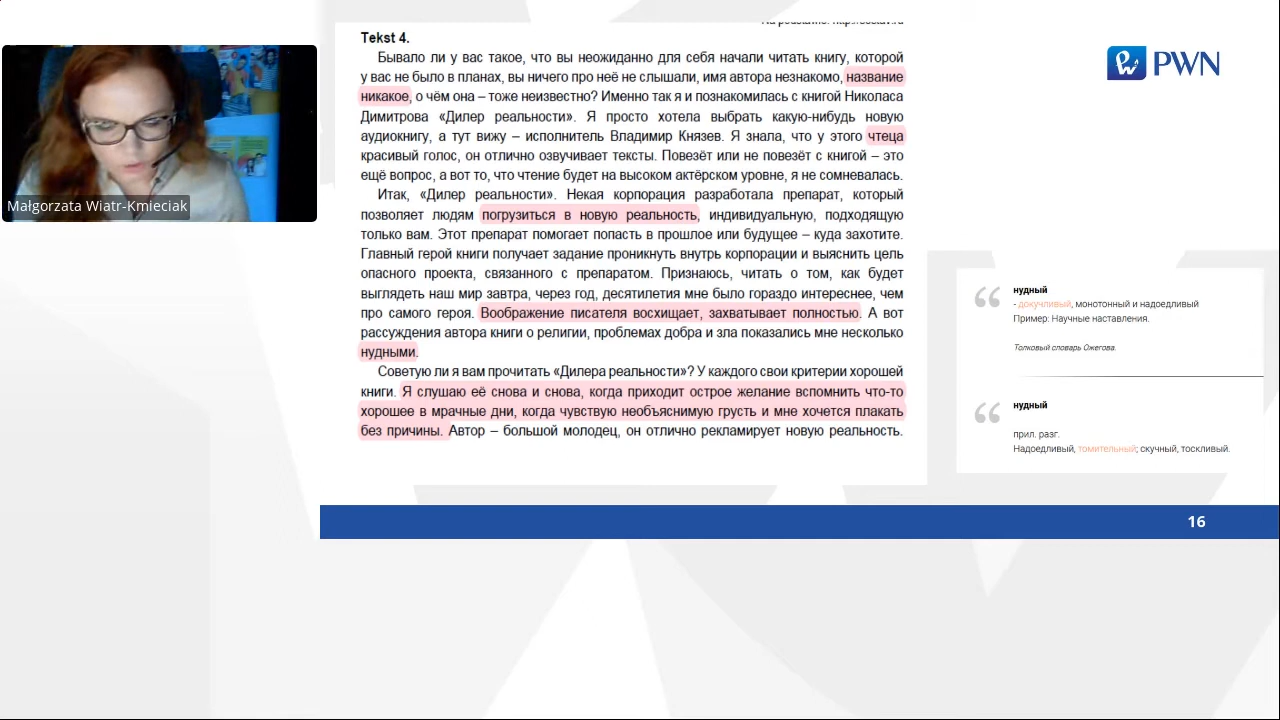 Tekst 4.
Бывало ли у вас такое, что вы неожиданно для себя начали читать книгу, которой
у вас не было в планах, вы ничего про неё не слышали, имя автора незнакомо, название
никакое, о чём она – тоже неизвестно? Именно так я и познакомилась с книгой Николаса
Димитрова «Дилер реальности». Я просто хотела выбрать какую-нибудь новую
аудиокнигу, а тут вижу – исполнитель Владимир Князев. Я знала, что у этого чтеца
красивый голос, он отлично озвучивает тексты. Повезёт или не повезёт с книгой – это
ещё вопрос, а вот то, что чтение будет на высоком актёрском уровне, я не сомневалась.
Итак, «Дилер реальности». Некая корпорация разработала препарат, который
позволяет людям погрузиться в новую реальность, индивидуальную, подходящую
только вам. Этот препарат помогает попасть в прошлое или будущее – куда захотите.
Главный герой книги получает задание проникнуть внутрь корпорации и выяснить цель
опасного проекта, связанного с препаратом. Признаюсь, читать о том, как будет
выглядеть наш мир завтра, через год, десятилетия мне было гораздо интереснее, чем
про самого героя. Воображение писателя восхищает, захватывает полностью. А вот
рассуждения автора книги о религии, проблемах добра и зла показались мне несколько
нудными.
Советую ли я вам прочитать «Дилера реальности»? У каждого свои критерии хорошей
книги. Я слушаю её снова и снова, когда приходит острое желание вспомнить что-то
хорошее в мрачные дни, когда чувствую необъяснимую грусть и мне хочется плакать
без причины. Автор – большой молодец, он отлично рекламирует новую реальность.
Małgorzata Wiatr-Kmieciak
PWN
нудный
- докучливый, монотонный и надоедливый
Пример: Научные наставления.
Толковый словарь Ожегова.
нудный
прил. разг.
Надоедливый, томительный; скучный, тоскливый.
16